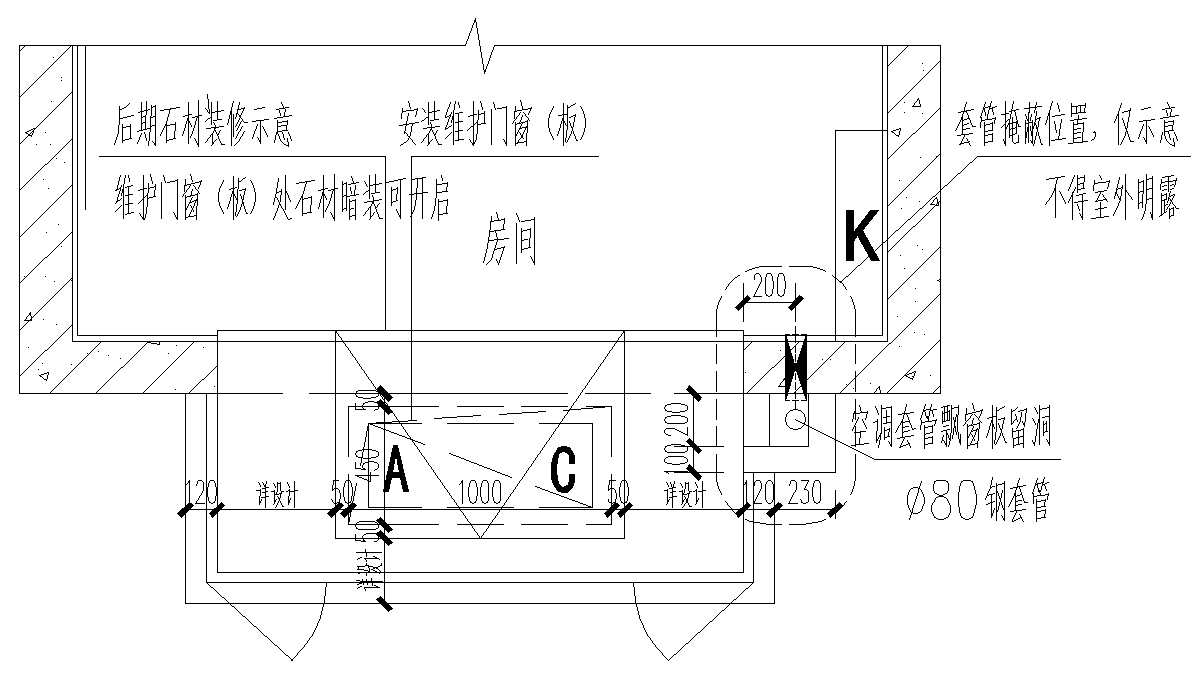 后期石材装修示意
安装维护门窗（板）
套管掩蔽位置，仅示意
维护门窗（板）处石材暗装可开启
不得室外明露
房间
K
200
50
200
空调套管飘窗板留洞
450
A
C
100
120
详设计
50
1000
50
详设计
120
230
Ø80钢套管
50
详设计